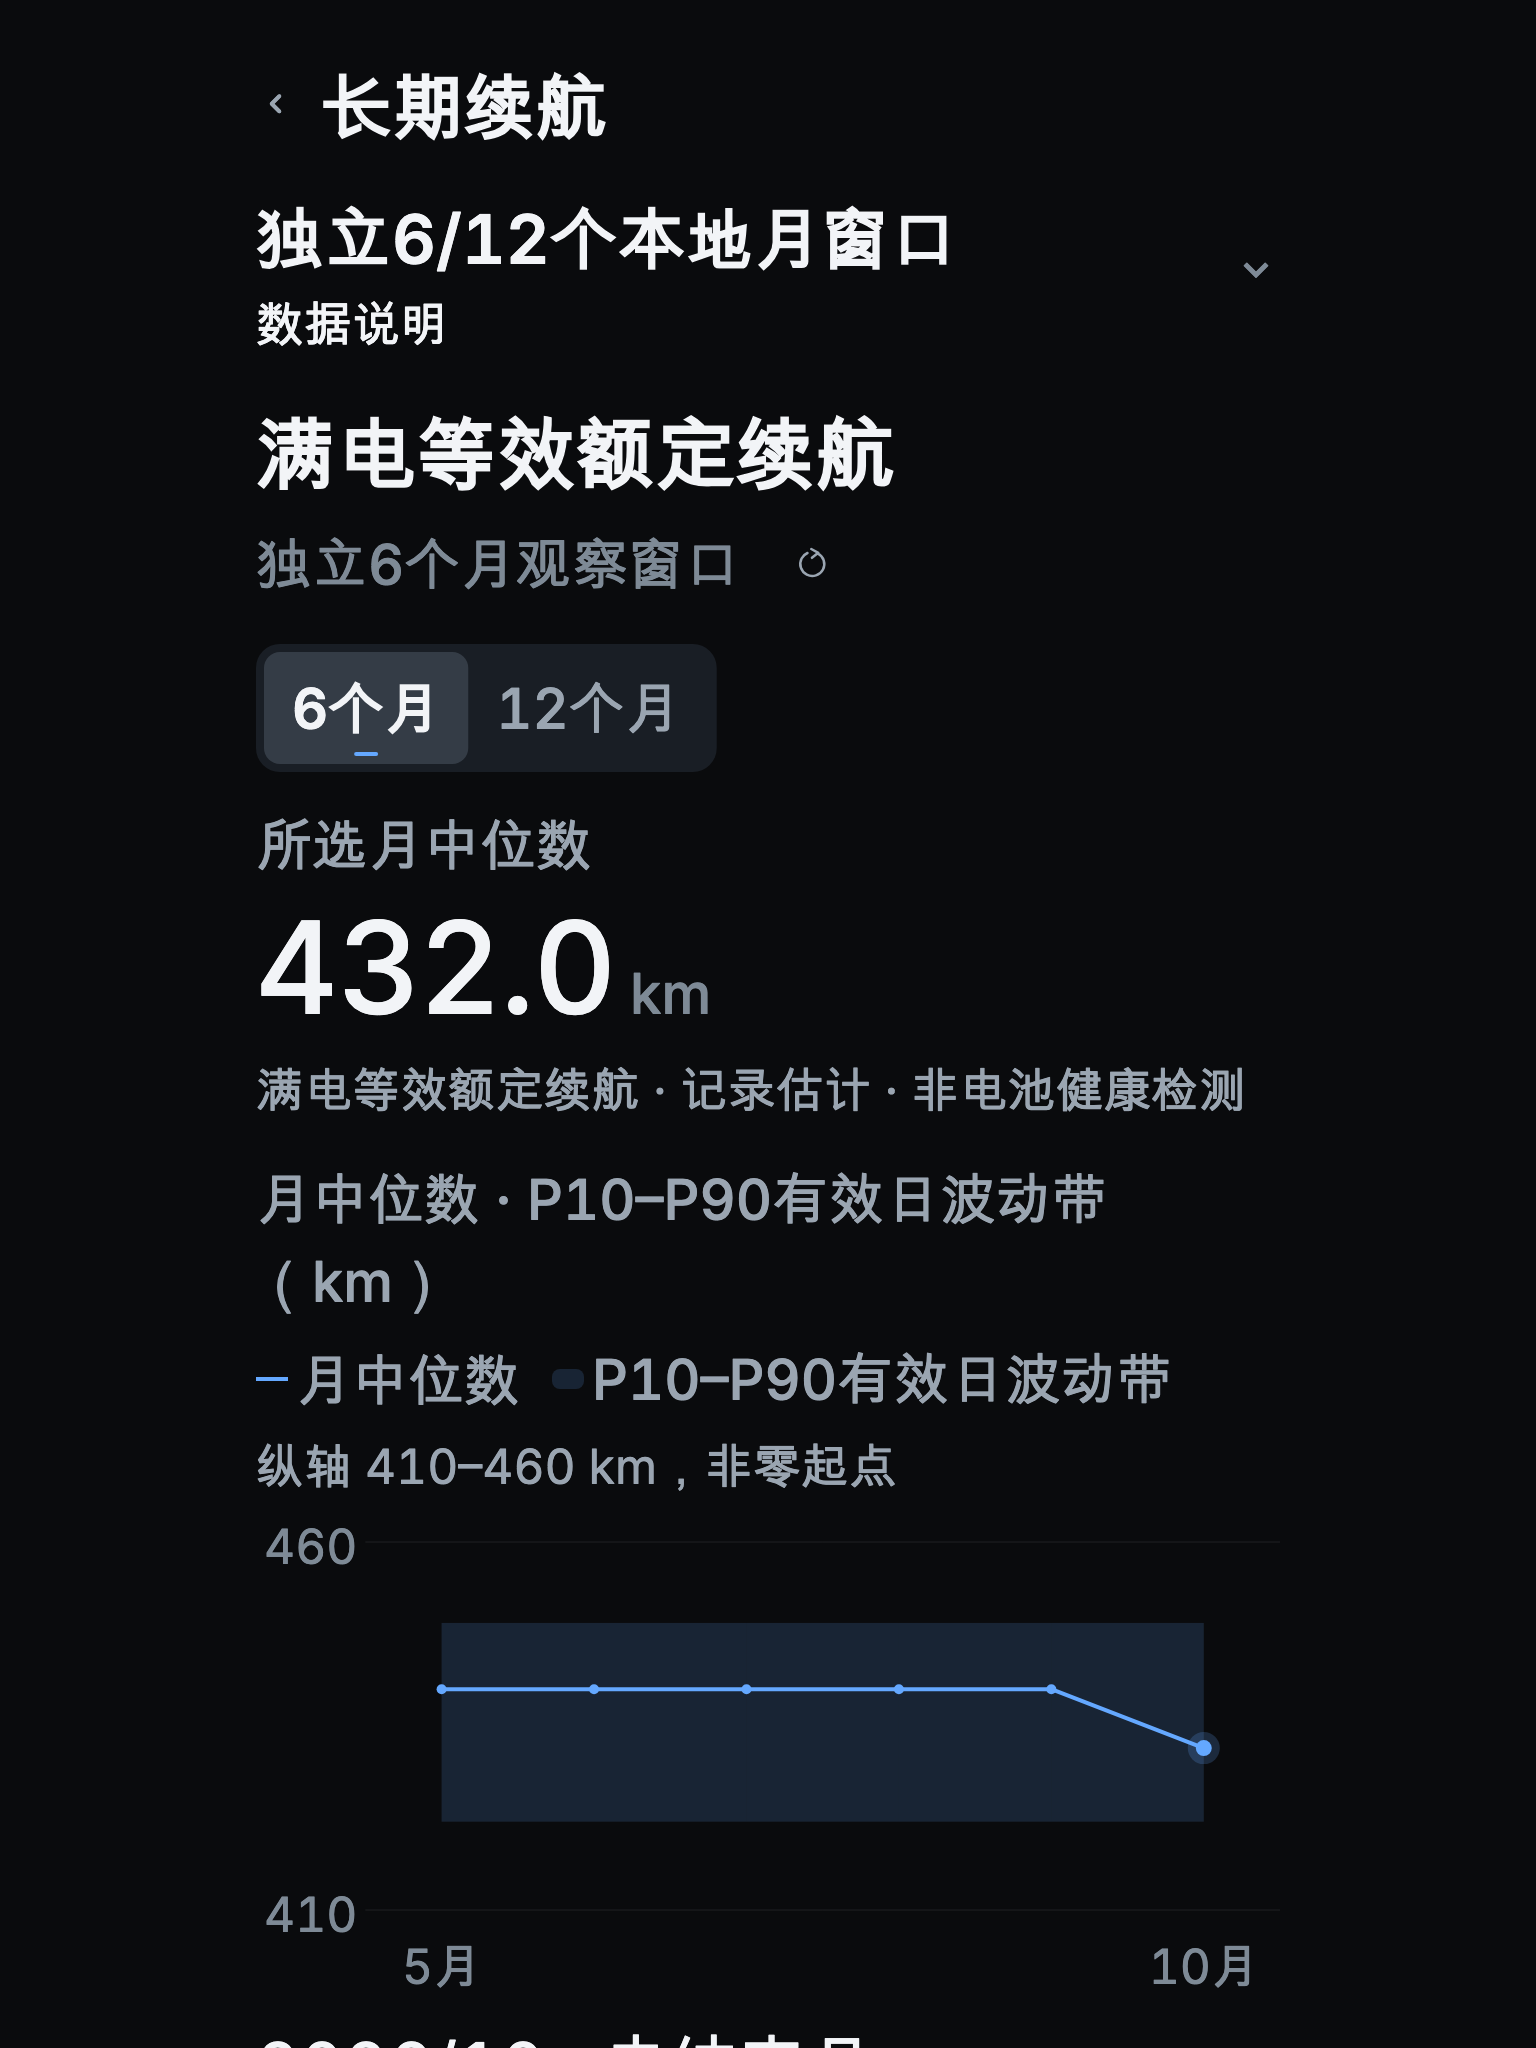 长期续航
独立6/12个本地月窗口
数据说明
满电等效额定续航
独立6个月观察窗口
6个月 12个月
所选月中位数
432.0 km
满电等效额定续航 · 记录估计 · 非电池健康检测
月中位数 · P10–P90有效日波动带
（km）
月中位数 P10–P90有效日波动带
纵轴 410–460 km，非零起点
460
410
5月 10月